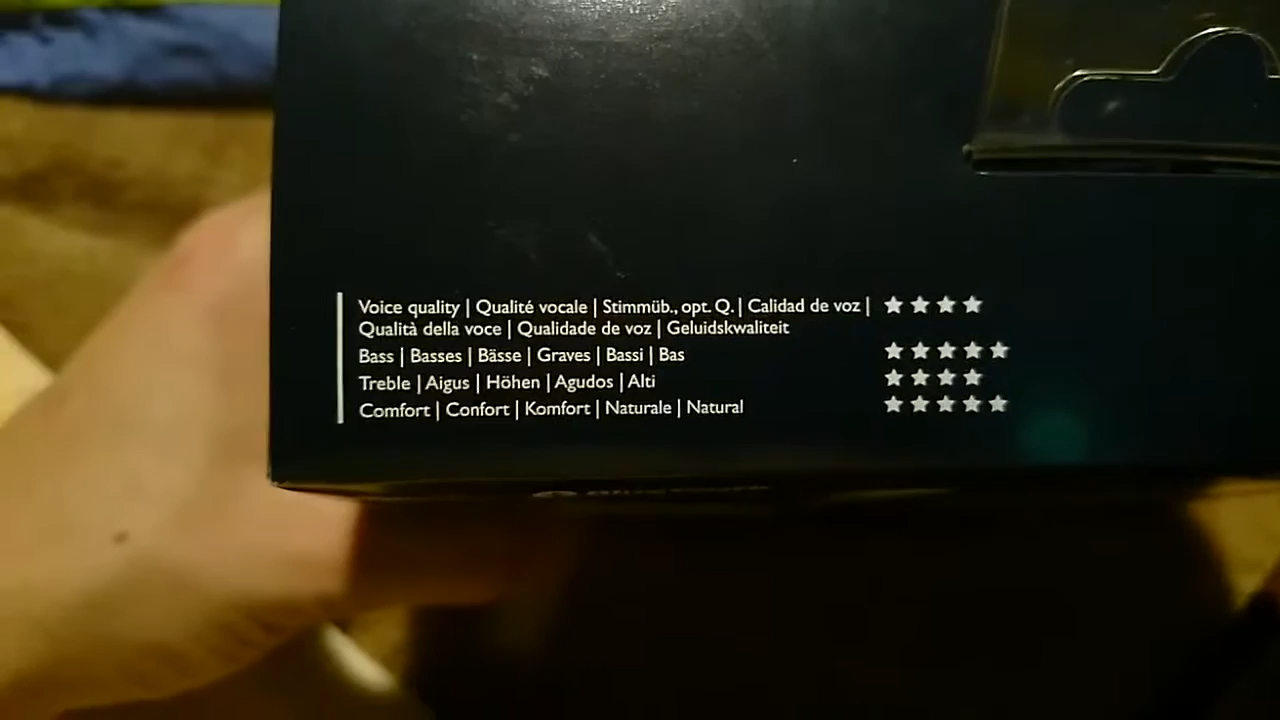 Voice quality | Qualité vocale | Stimmüb., opt. Q. | Calidad de voz | ★★★★
Qualità della voce | Qualidade de voz | Geluidskwaliteit
Bass | Basses | Bässe | Graves | Bassi | Bas ★★★★★
Treble | Aigus | Höhen | Agudos | Alti ★★★★
Comfort | Confort | Komfort | Naturale | Natural ★★★★★